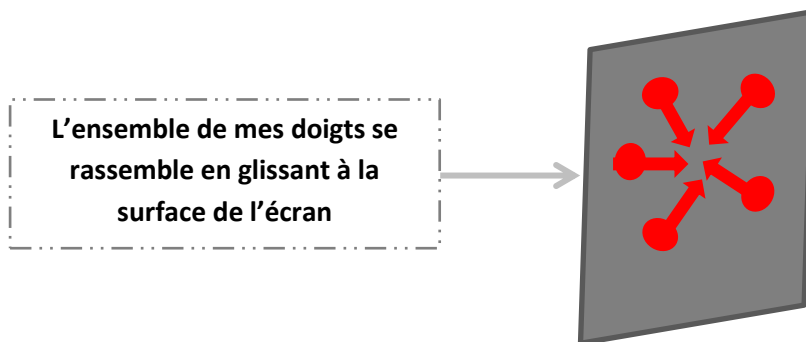 L’ensemble de mes doigts se
rassemble en glissant à la
surface de l’écran